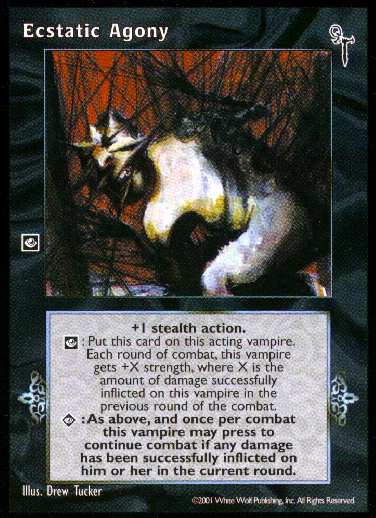 Ecstatic Agony
+1 stealth action.
: Put this card on this acting vampire.
Each round of combat, this vampire
gets +X strength, where X is the
amount of damage successfully
inflicted on this vampire in the
previous round of the combat.
: As above, and once per combat
this vampire may press to
continue combat if any damage
has been successfully inflicted on
him or her in the current round.
Illus. Drew Tucker
©2001 White Wolf Publishing, Inc. All Rights Reserved.